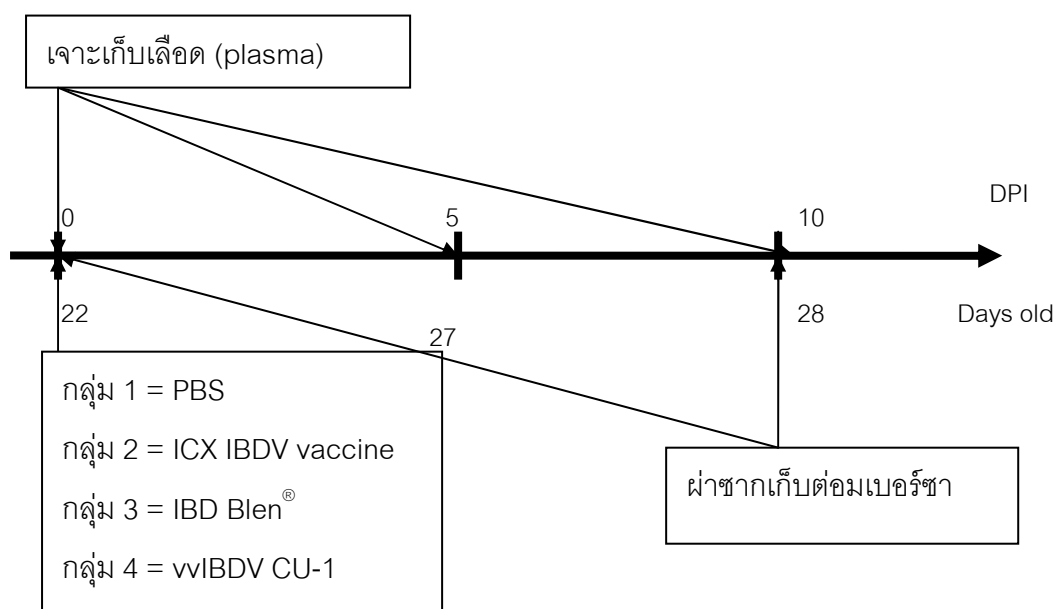 เจาะเก็บเลือด (plasma)
DPI
0 5 10
22 27 28 Days old
กลุ่ม 1 = PBS
กลุ่ม 2 = ICX IBDV vaccine
กลุ่ม 3 = IBD Blen®
กลุ่ม 4 = vvIBDV CU-1
ผ่าซากเก็บต่อมเบอร์ซา